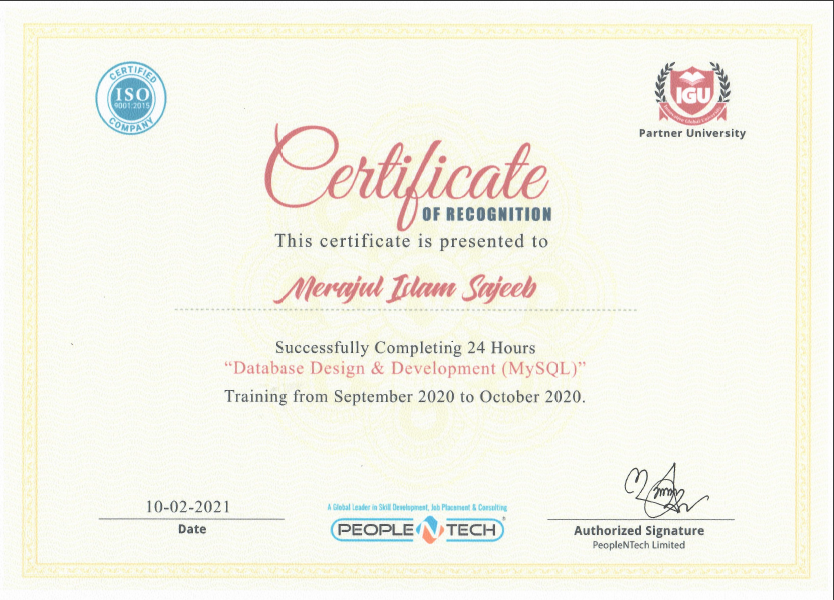 CERTIFIED
ISO
9001:2015
COMPANY
IGU
Partner University
Certificate
OF RECOGNITION
This certificate is presented to
Merajul Islam Sajeeb
Successfully Completing 24 Hours
“Database Design & Development (MySQL)”
Training from September 2020 to October 2020.
10-02-2021
Date
A Global Leader in Skill Development, Job Placement & Consulting
PEOPLE N TECH
Authorized Signature
PeopleNTech Limited